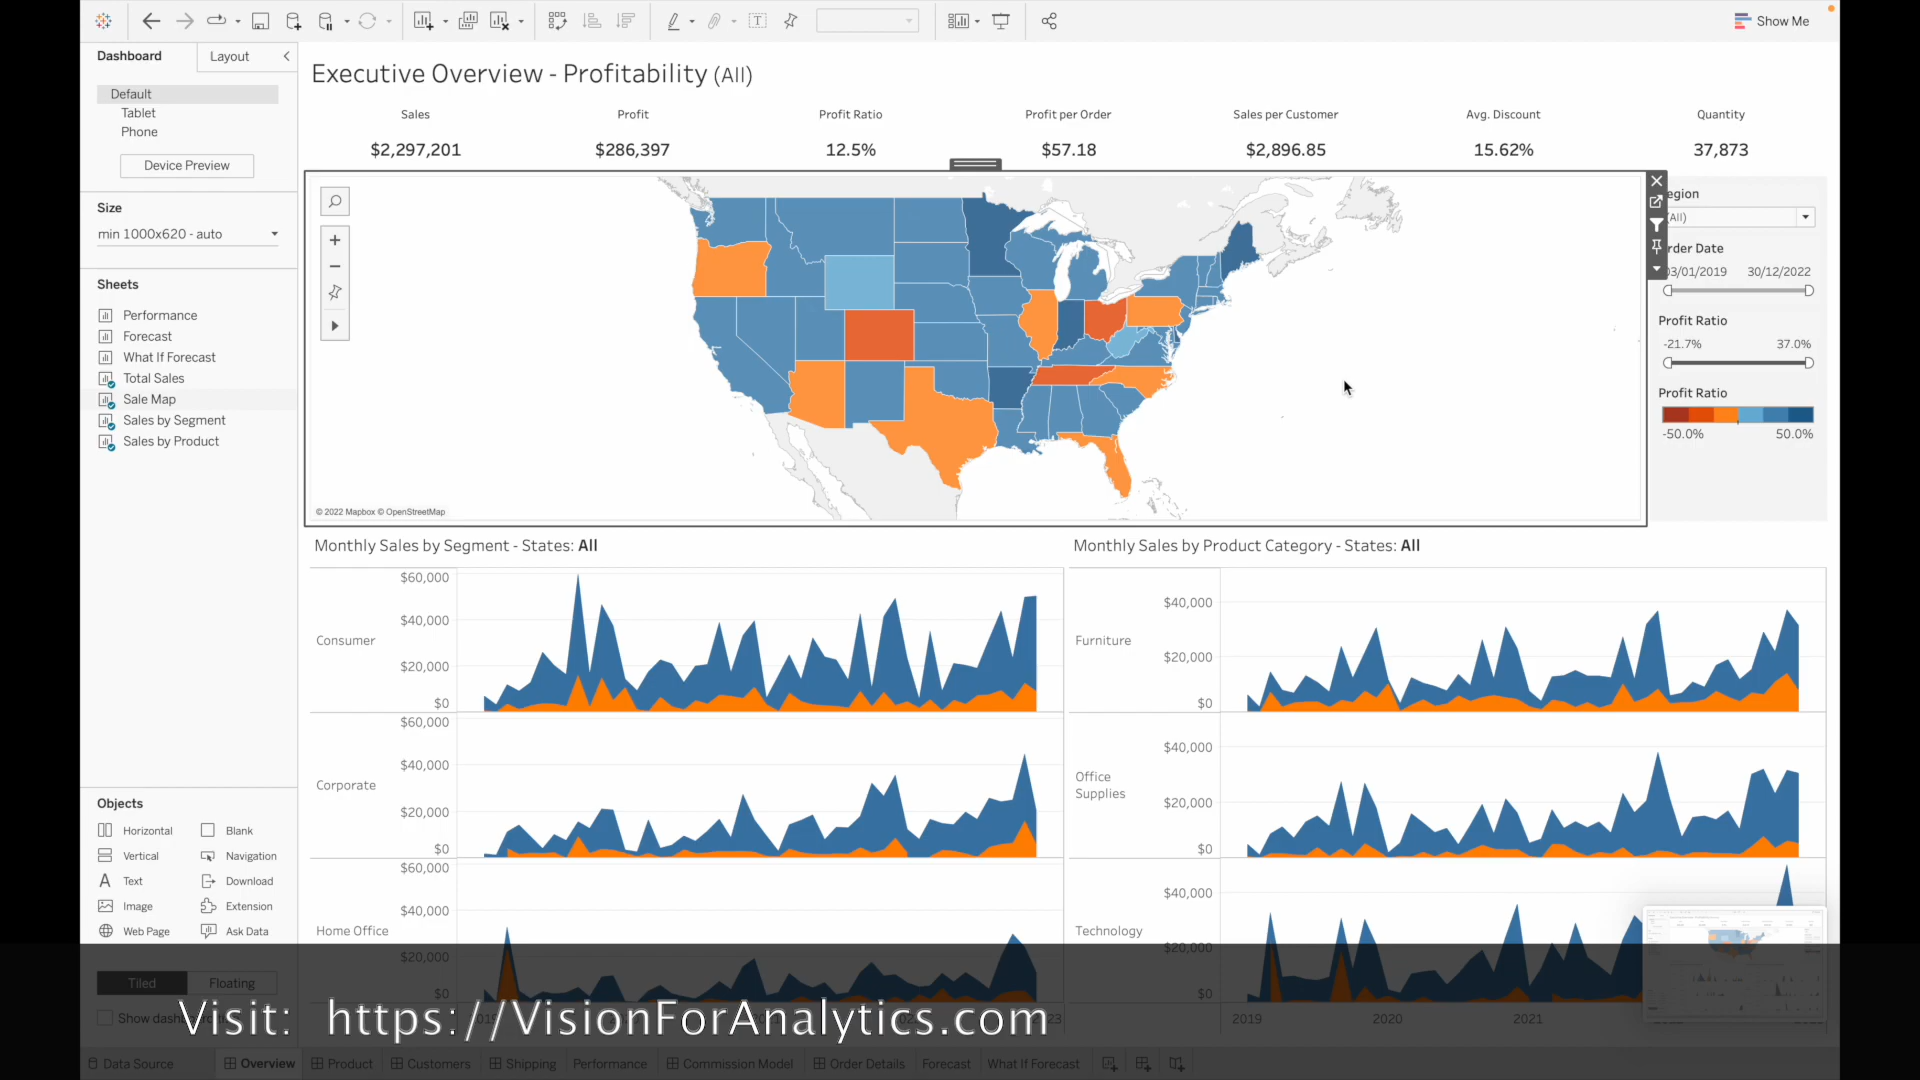 Show Me
Dashboard
Layout
Default
Tablet
Phone
Device Preview
Size
min 1000x620 - auto
Sheets
Performance
Forecast
What If Forecast
Total Sales
Sale Map
Sales by Segment
Sales by Product
Objects
Horizontal
Blank
Vertical
Navigation
Text
Download
Image
Extension
Web Page
Ask Data
Tiled
Floating
Executive Overview - Profitability (All)
Sales
Profit
Profit Ratio
Profit per Order
Sales per Customer
Avg. Discount
Quantity
$2,297,201
$286,397
12.5%
$57.18
$2,896.85
15.62%
37,873
© 2022 Mapbox © OpenStreetMap
egion
(All)
rder Date
03/01/2019
30/12/2022
Profit Ratio
-21.7%
37.0%
Profit Ratio
-50.0%
50.0%
Monthly Sales by Segment - States: All
Consumer
$60,000
$40,000
$20,000
$0
Corporate
$60,000
$40,000
$20,000
$0
Home Office
$60,000
$40,000
$20,000
$0
Monthly Sales by Product Category - States: All
Furniture
$40,000
$20,000
$0
Office
Supplies
$40,000
$20,000
$0
Technology
$40,000
$20,000
$0
2019
2020
2021
Visit: https://VisionForAnalytics.com
Data Source
Overview
Product
Customers
Shipping
Performance
Commission Model
Order Details
Forecast
What If Forecast